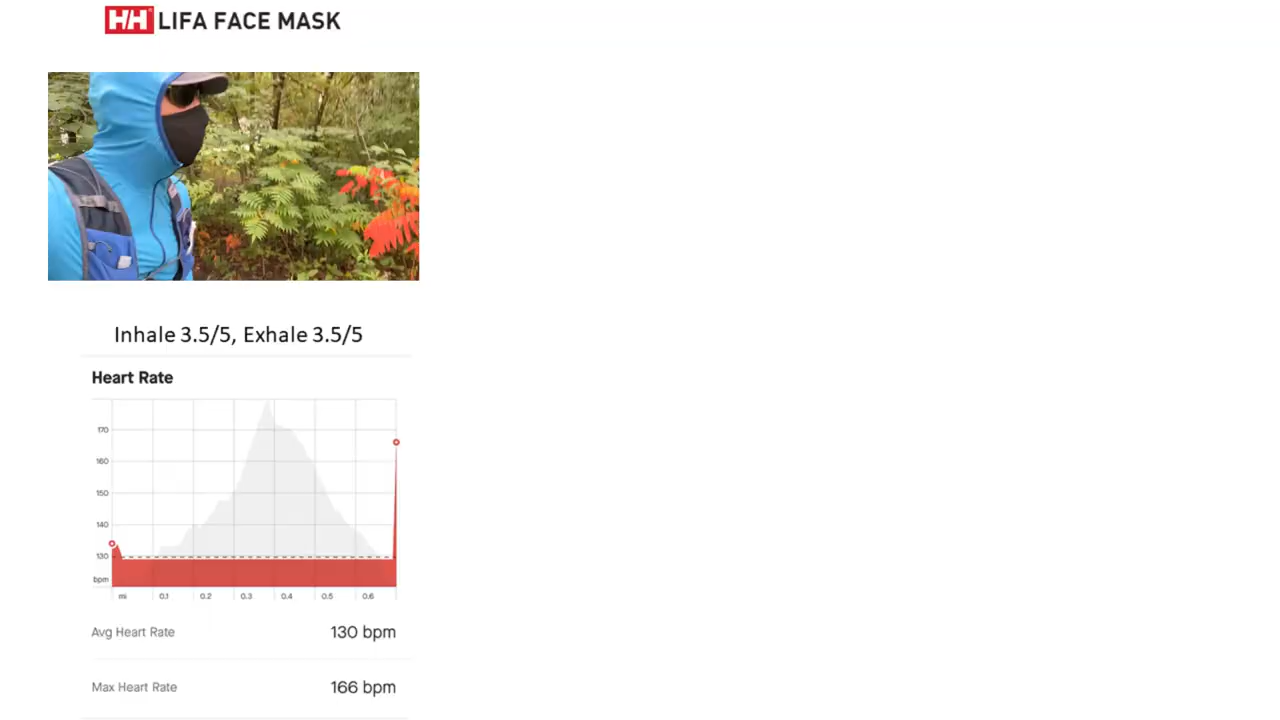 HH LIFA FACE MASK
Inhale 3.5/5, Exhale 3.5/5
Heart Rate
170
160
150
140
130
bpm
mi 0.1 0.2 0.3 0.4 0.5 0.6
Avg Heart Rate 130 bpm
Max Heart Rate 166 bpm